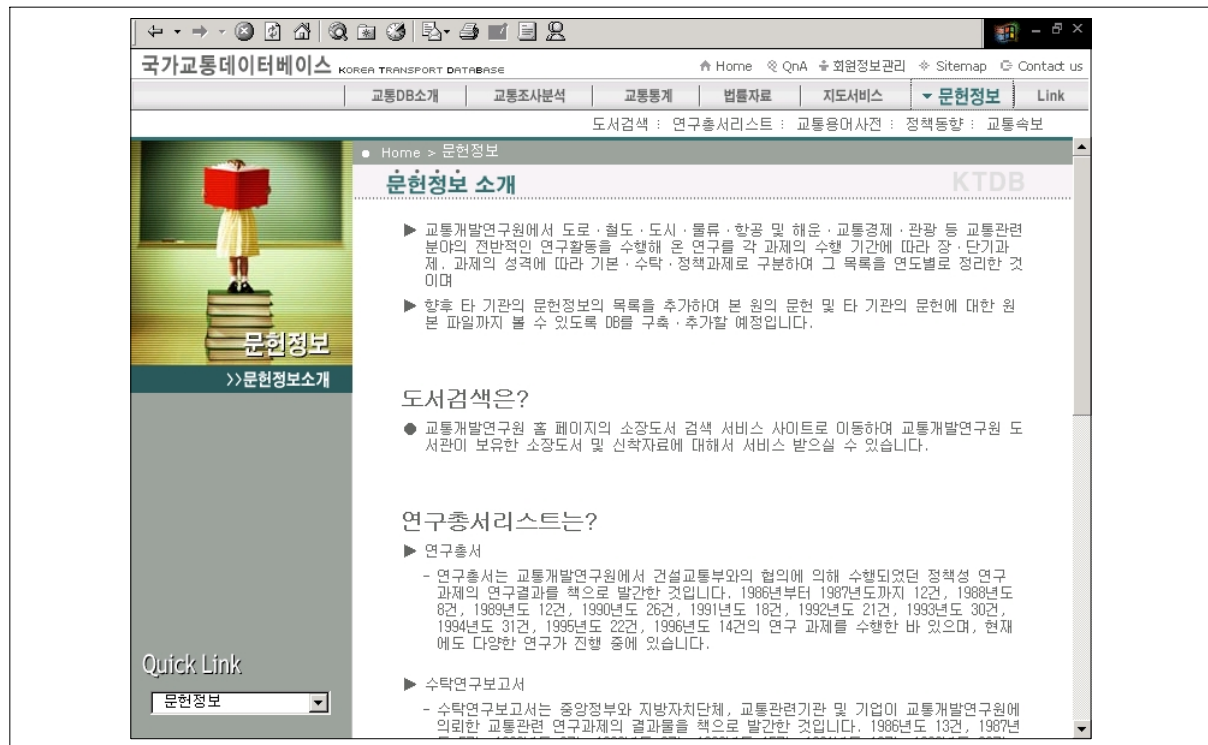 국가교통데이터베이스 KOREA TRANSPORT DATABASE
Home QnA 회원정보관리 Sitemap Contact us
교통DB소개 교통조사분석 교통통계 법률자료 지도서비스 문헌정보 Link
도서검색 : 연구총서리스트 : 교통용어사전 : 정책동향 : 교통속보
Home > 문헌정보
문헌정보 소개
KTDB
▶ 교통개발연구원에서 도로·철도·도시·물류·항공 및 해운·교통경제·관광 등 교통관련
분야의 전반적인 연구활동을 수행해 온 연구를 각 과제의 수행 기간에 따라 장·단기과
제, 과제의 성격에 따라 기본·수탁·정책과제로 구분하여 그 목록을 연도별로 정리한 것
이며
▶ 향후 타 기관의 문헌정보의 목록을 추가하여 본 원의 문헌 및 타 기관의 문헌에 대한 원
본 파일까지 볼 수 있도록 DB를 구축·추가할 예정입니다.
문헌정보
>>문헌정보소개
도서검색은?
● 교통개발연구원 홈 페이지의 소장도서 검색 서비스 사이트로 이동하여 교통개발연구원 도
서관이 보유한 소장도서 및 신착자료에 대해서 서비스 받으실 수 있습니다.
연구총서리스트는?
▶ 연구총서
- 연구총서는 교통개발연구원에서 건설교통부와의 협의에 의해 수행되었던 정책성 연구
과제의 연구결과를 책으로 발간한 것입니다. 1986년부터 1987년도까지 12건, 1988년도
8건, 1989년도 12건, 1990년도 26건, 1991년도 18건, 1992년도 21건, 1993년도 30건,
1994년도 31건, 1995년도 22건, 1996년도 14건의 연구 과제를 수행한 바 있으며, 현재
에도 다양한 연구가 진행 중에 있습니다.
▶ 수탁연구보고서
- 수탁연구보고서는 중앙정부와 지방자치단체, 교통관련기관 및 기업이 교통개발연구원에
의뢰한 교통관련 연구과제의 결과물을 책으로 발간한 것입니다. 1986년도 13건, 1987년
Quick Link
문헌정보